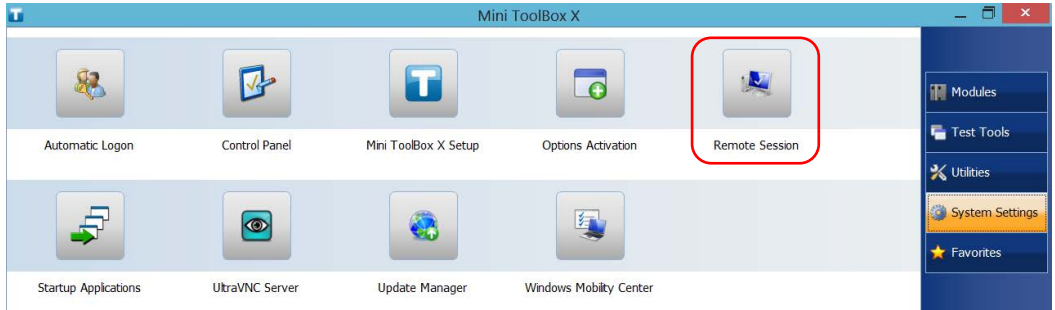 Mini ToolBox X
Automatic Logon
Control Panel
Mini ToolBox X Setup
Options Activation
Remote Session
Startup Applications
UltraVNC Server
Update Manager
Windows Mobility Center
Modules
Test Tools
Utilities
System Settings
Favorites